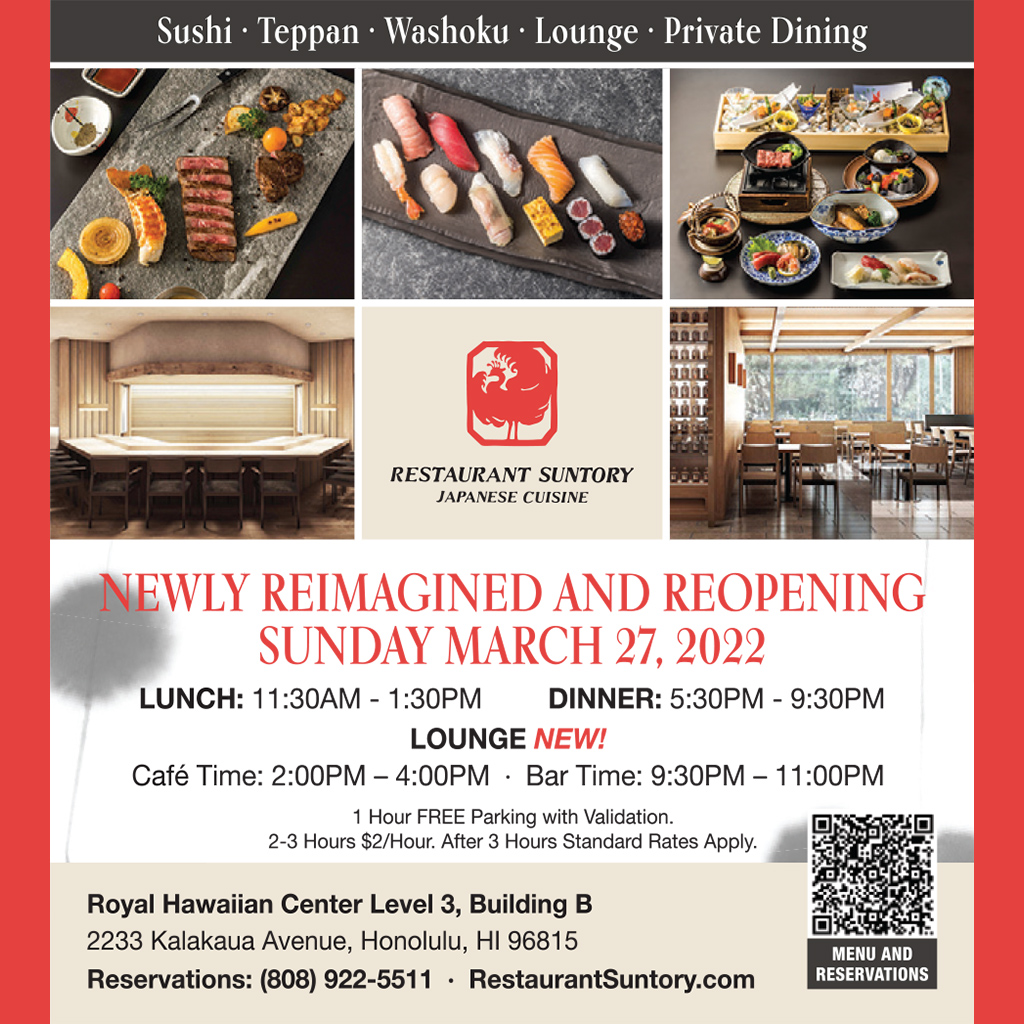 Sushi · Teppan · Washoku · Lounge · Private Dining
RESTAURANT SUNTORY
JAPANESE CUISINE
NEWLY REIMAGINED AND REOPENING
SUNDAY MARCH 27, 2022
LUNCH: 11:30AM - 1:30PM DINNER: 5:30PM - 9:30PM
LOUNGE NEW!
Café Time: 2:00PM – 4:00PM · Bar Time: 9:30PM – 11:00PM
1 Hour FREE Parking with Validation.
2-3 Hours $2/Hour. After 3 Hours Standard Rates Apply.
Royal Hawaiian Center Level 3, Building B
2233 Kalakaua Avenue, Honolulu, HI 96815
Reservations: (808) 922-5511 · RestaurantSuntory.com
MENU AND
RESERVATIONS